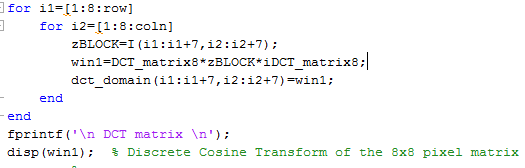 for i1=[1:8:row]
for i2=[1:8:coln]
zBLOCK=I(i1:i1+7,i2:i2+7);
win1=DCT_matrix8*zBLOCK*iDCT_matrix8;
dct_domain(i1:i1+7,i2:i2+7)=win1;
end
end
fprintf('\n DCT matrix \n');
disp(win1);  % Discrete Cosine Transform of the 8x8 pixel matrix